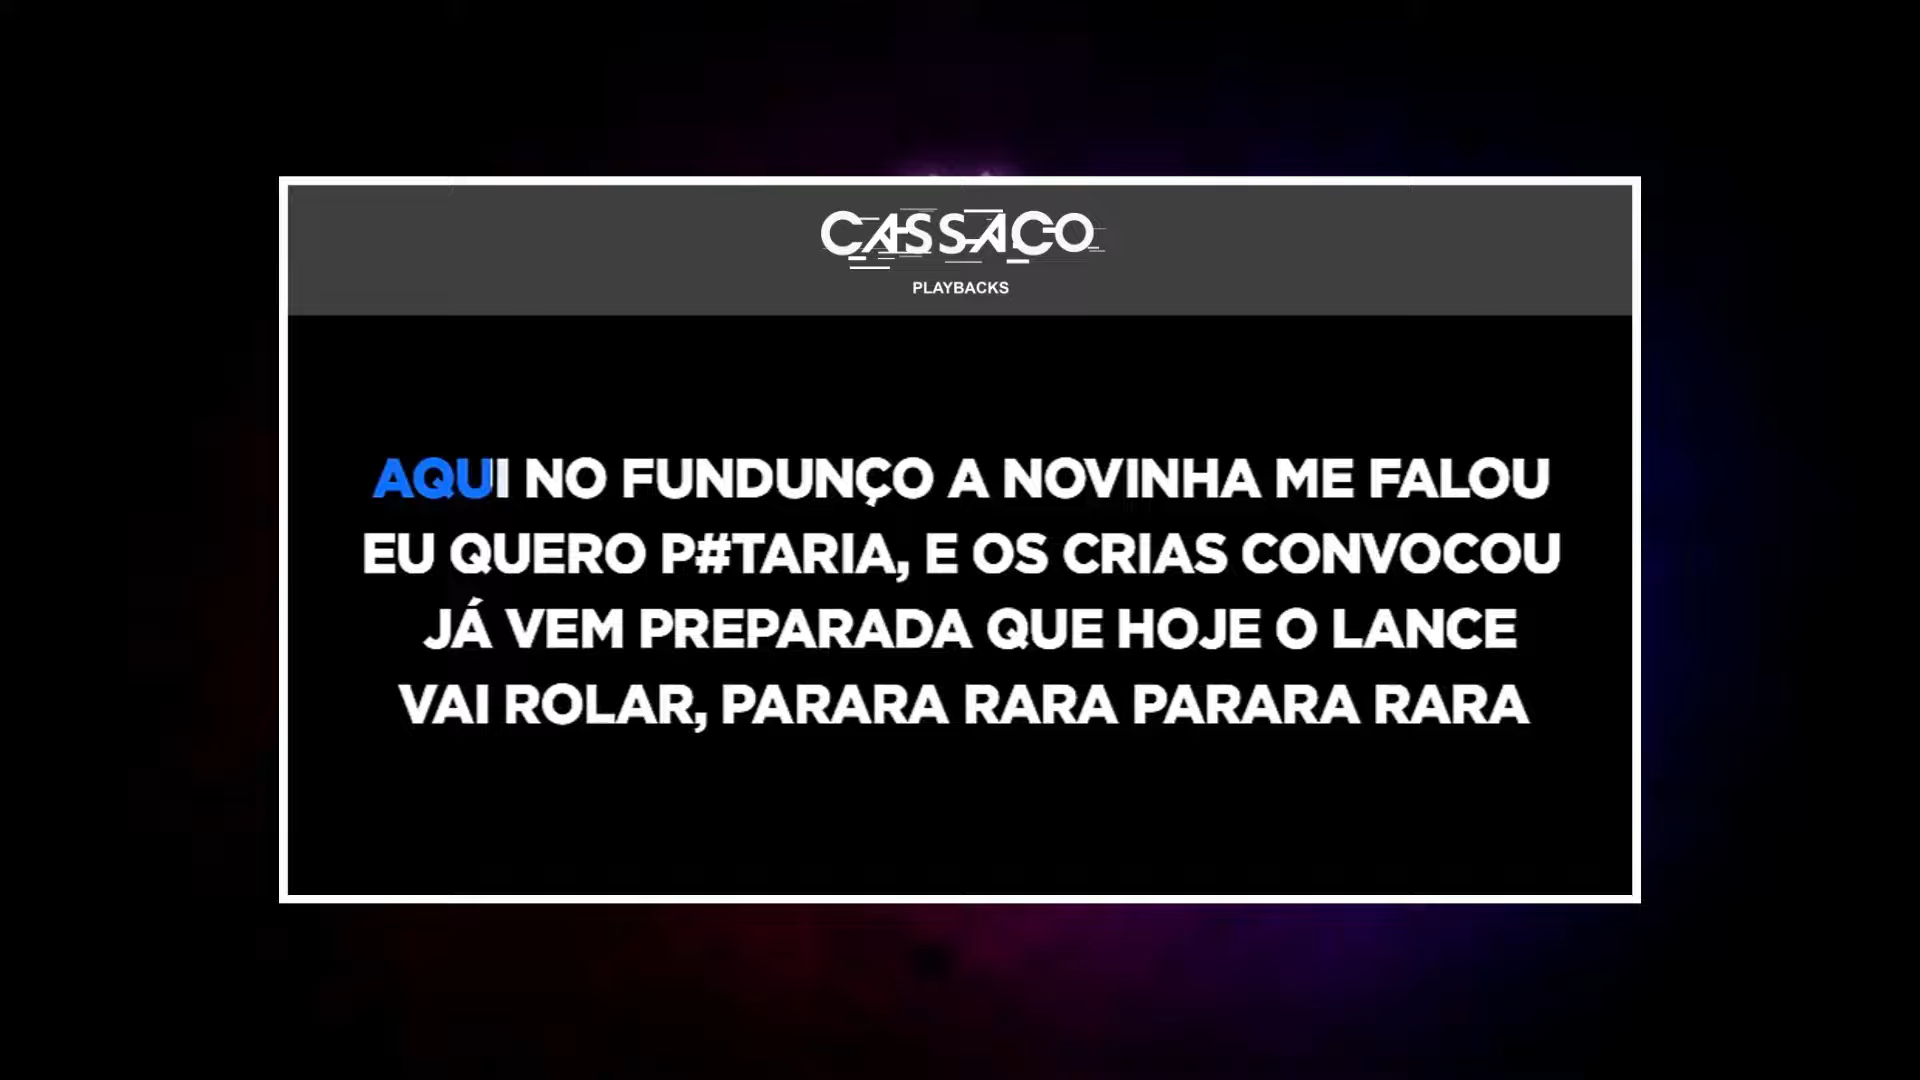 CASSACO
PLAYBACKS
AQUI NO FUNDUNÇO A NOVINHA ME FALOU
EU QUERO P#TARIA, E OS CRIAS CONVOCOU
JÁ VEM PREPARADA QUE HOJE O LANCE
VAI ROLAR, PARARA RARA PARARA RARA